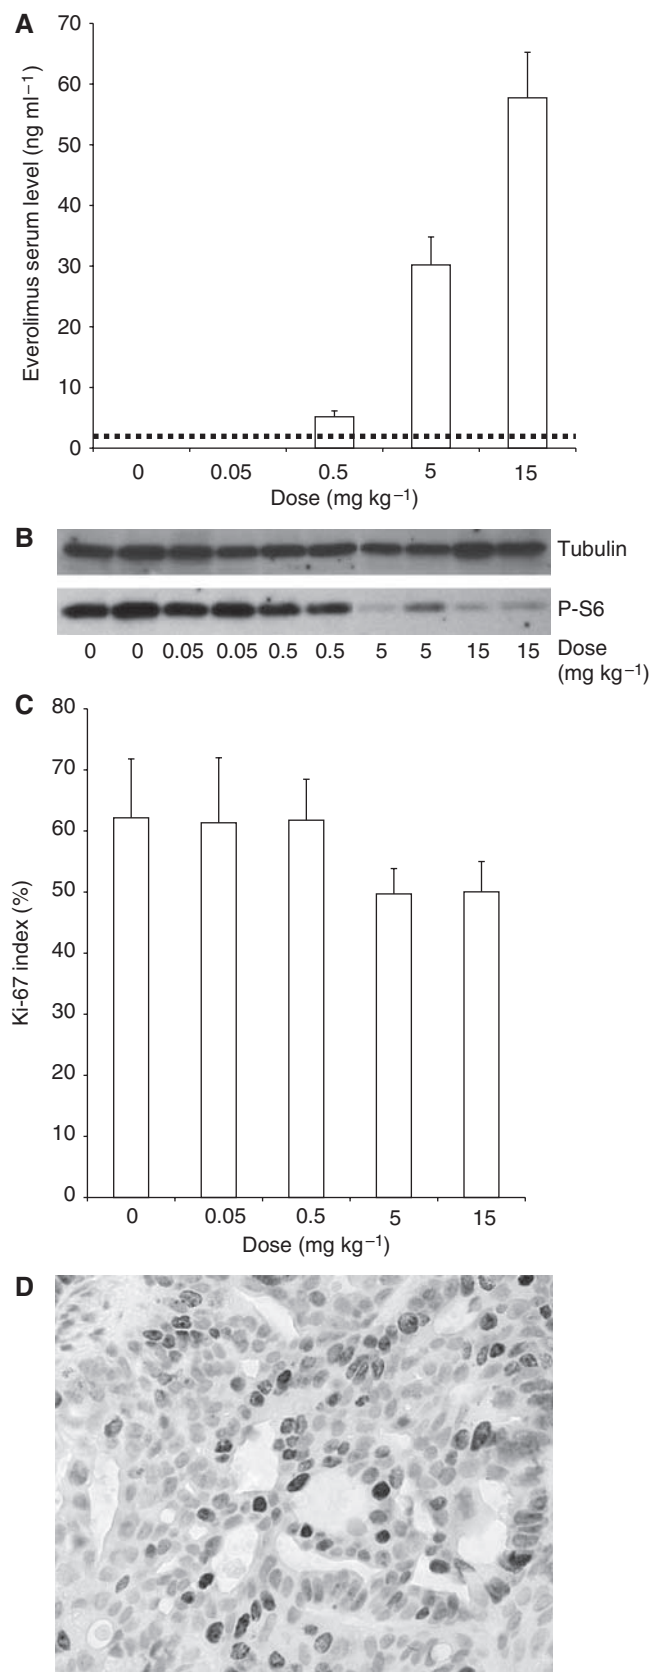 A
Everolimus serum level (ng ml−1)
70
60
50
40
30
20
10
0
0 0.05 0.5 5 15
Dose (mg kg−1)
B
Tubulin
P-S6
0 0 0.05 0.05 0.5 0.5 5 5 15 15 Dose
(mg kg−1)
C
Ki-67 index (%)
80
70
60
50
40
30
20
10
0
0 0.05 0.5 5 15
Dose (mg kg−1)
D